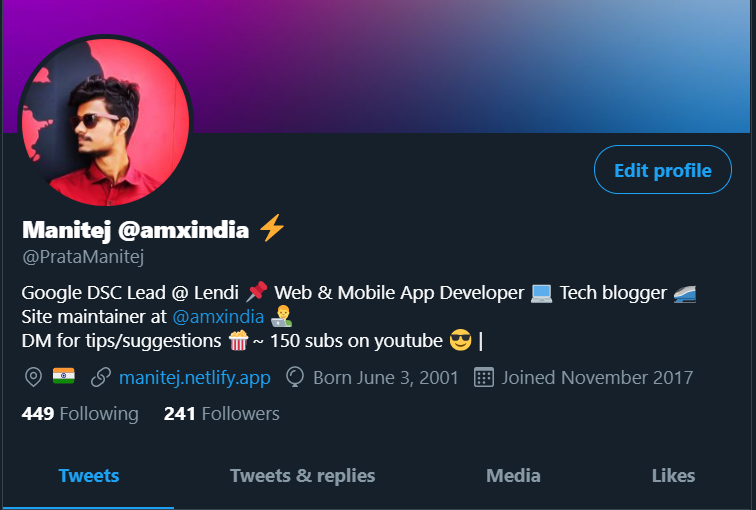 Edit profile
Manitej @amxindia ⚡
@PrataManitej
Google DSC Lead @ Lendi 📌 Web & Mobile App Developer 💻 Tech blogger 🚄
Site maintainer at @amxindia 👨‍💻
DM for tips/suggestions 🍿~ 150 subs on youtube 😎 |
🇮🇳 manitej.netlify.app Born June 3, 2001 Joined November 2017
449 Following 241 Followers
Tweets Tweets & replies Media Likes